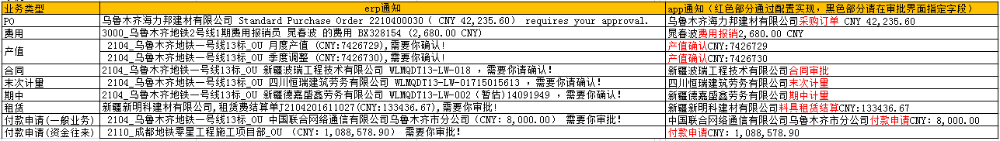 业务类型 erp通知 app通知（红色部分通过配置实现，黑色部分请在审批界面指定字段）
PO 乌鲁木齐海力邦建材有限公司 Standard Purchase Order 2210400030（ CNY 42,235.60） requires your approval. 乌鲁木齐海力邦建材有限公司采购订单 CNY 42,235.60
费用 3000_乌鲁木齐地铁2号线1期费用报销员 晁春波 的费用 BX328154 (2,680.00 CNY) 晁春波费用报销2,680.00 CNY
产值 2104_乌鲁木齐地铁一号线13标_OU 月度产值 (CNY:7426729),需要你确认! 产值确认CNY:7426729
2104_乌鲁木齐地铁一号线13标_OU 季度调整 (CNY:7426730),需要你确认! 产值确认CNY:7426730
合同 2104_乌鲁木齐地铁一号线13标_OU 新疆波瑞工程技术有限公司 WLMQDT13-LW-018 ，需要你请确认! 新疆波瑞工程技术有限公司合同审批
末次计量 2104_乌鲁木齐地铁一号线13标_OU 四川恒瑞建筑劳务有限公司 WLMQDT13-LW-01715015613 ，需要你确认! 四川恒瑞建筑劳务有限公司末次计量
期中 2104_乌鲁木齐地铁一号线13标_OU 新疆德嘉盛鑫劳务有限公司 WLMQDT13-LW-002 (暂估)14091949 ，需要你确认! 新疆德嘉盛鑫劳务有限公司期中计量
租赁 新疆新明科建材有限公司,租赁费结算单J2104201611027(CNY:133436.67),需要你审批! 新疆新明科建材有限公司料具租赁结算CNY:133436.67
付款申请(一般业务) 2104_乌鲁木齐地铁一号线13标_OU 中国联合网络通信有限公司乌鲁木齐市分公司（CNY: 8,000.00） 需要你审批! 中国联合网络通信有限公司乌鲁木齐市分公司付款申请CNY: 8,000.00
付款申请(资金往来) 2110_成都地铁零星工程施工项目部_OU （CNY: 1,088,578.90） 需要你审批! 付款申请CNY: 1,088,578.90